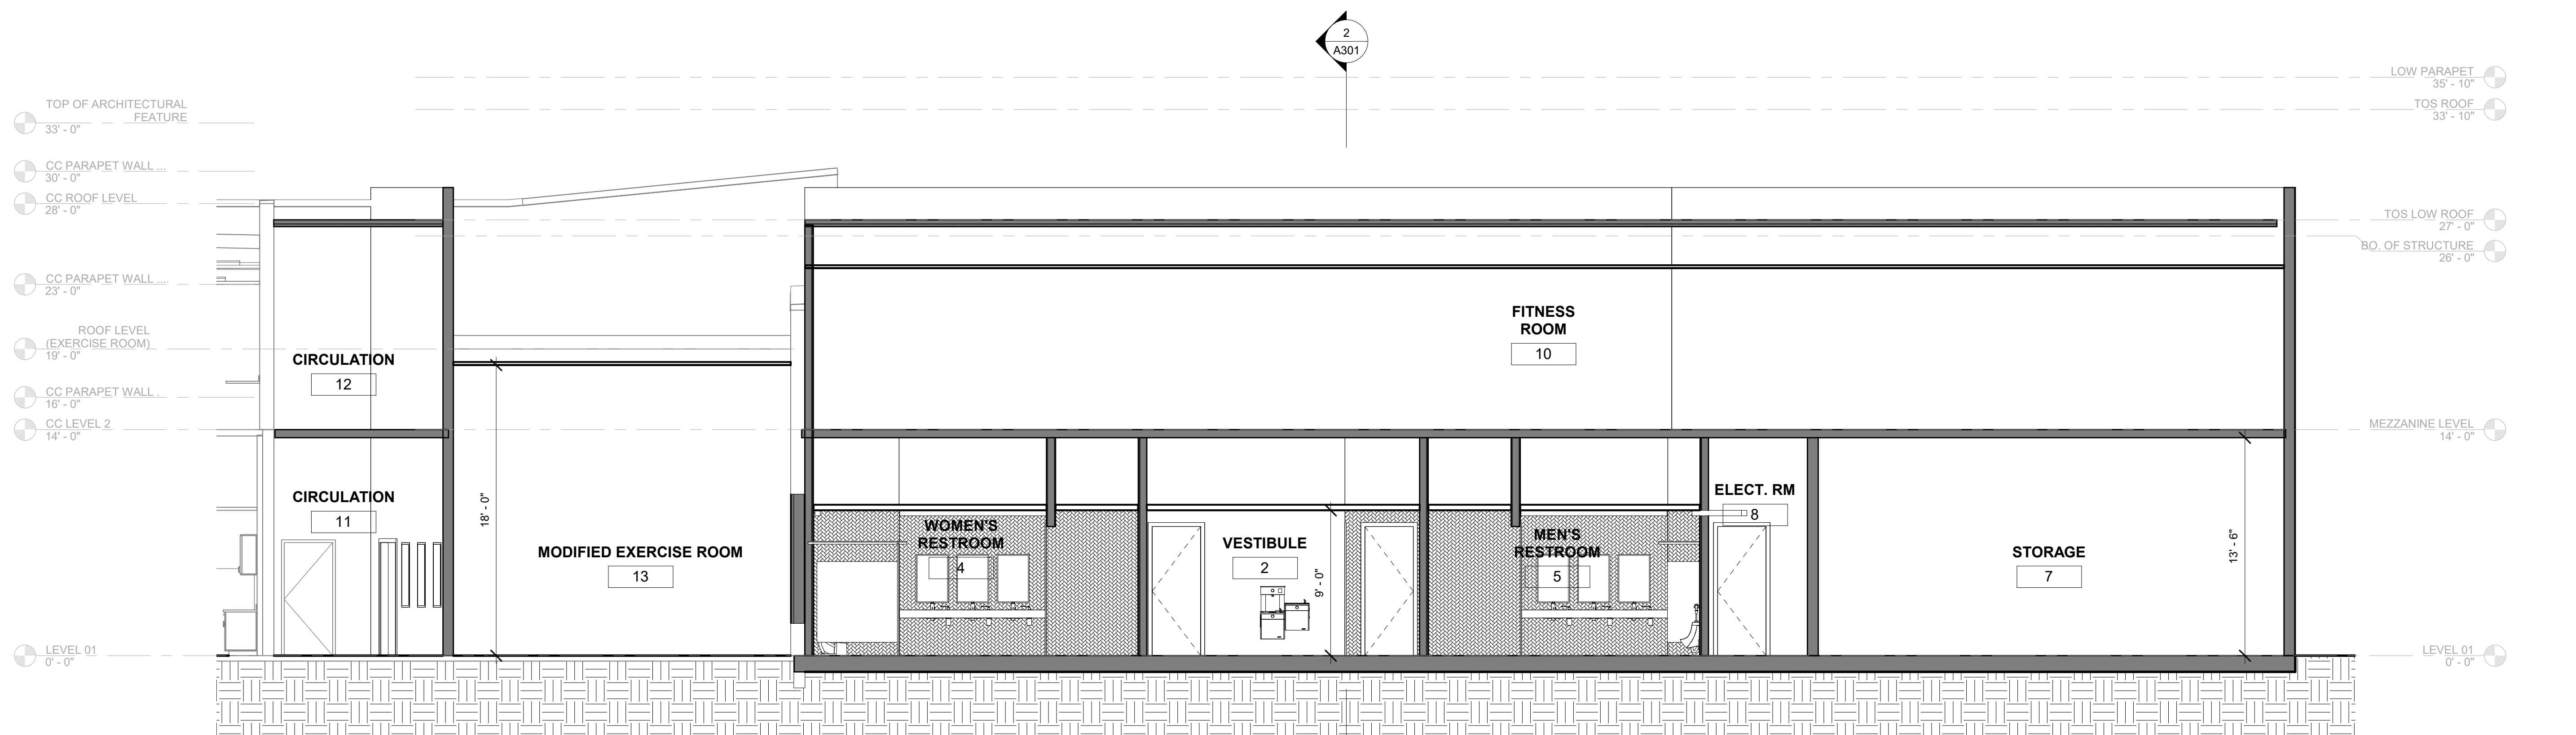 2
A301
LOW PARAPET
35' - 10"
TOS ROOF
33' - 10"
TOP OF ARCHITECTURAL
FEATURE
33' - 0"
CC PARAPET WALL ...
30' - 0"
CC ROOF LEVEL
28' - 0"
TOS LOW ROOF
27' - 0"
BO. OF STRUCTURE
26' - 0"
CC PARAPET WALL ....
23' - 0"
ROOF LEVEL
(EXERCISE ROOM)
19' - 0"
CC PARAPET WALL .
16' - 0"
CC LEVEL 2
14' - 0"
MEZZANINE LEVEL
14' - 0"
LEVEL 01
0' - 0"
LEVEL 01
0' - 0"
FITNESS
ROOM
10
CIRCULATION
12
CIRCULATION
11
18' - 0"
MODIFIED EXERCISE ROOM
13
WOMEN'S
RESTROOM
4
VESTIBULE
2
9' - 0"
MEN'S
RESTROOM
5
ELECT. RM
8
STORAGE
7
13' - 6"